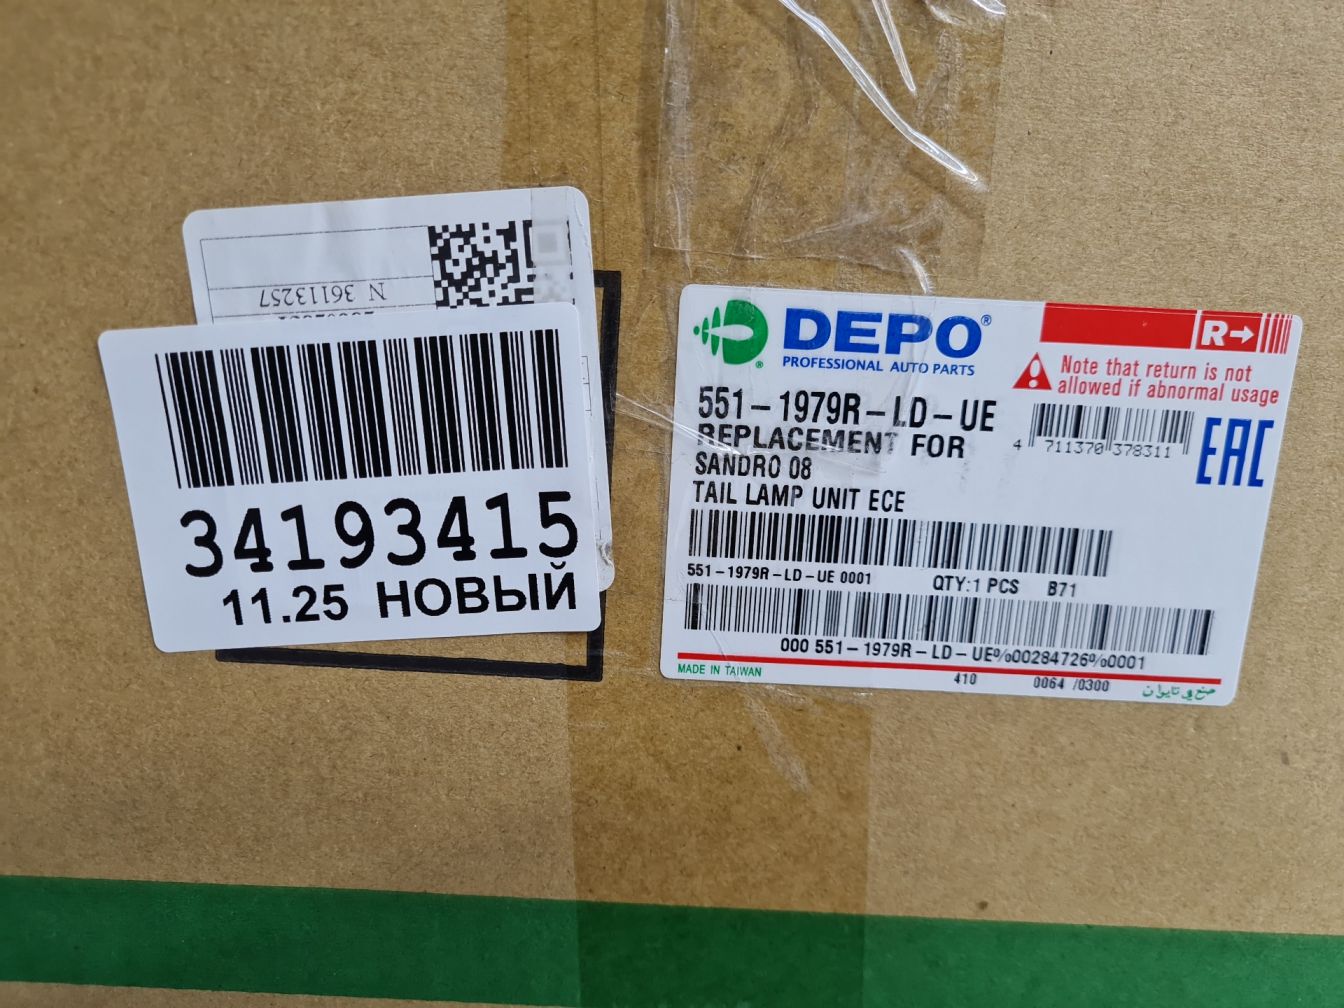 N 36113257
34193415
11.25 НОВЫЙ
DEPO®
PROFESSIONAL AUTO PARTS
R→
Note that return is not
allowed if abnormal usage
551-1979R-LD-UE
REPLACEMENT FOR
SANDRO 08
TAIL LAMP UNIT ECE
4 711370 378311
EAC
551-1979R-LD-UE 0001 QTY:1 PCS B71
000 551-1979R-LD-UE%00284726%0001
MADE IN TAIWAN 410 0064 /0300 صنع في تايوان